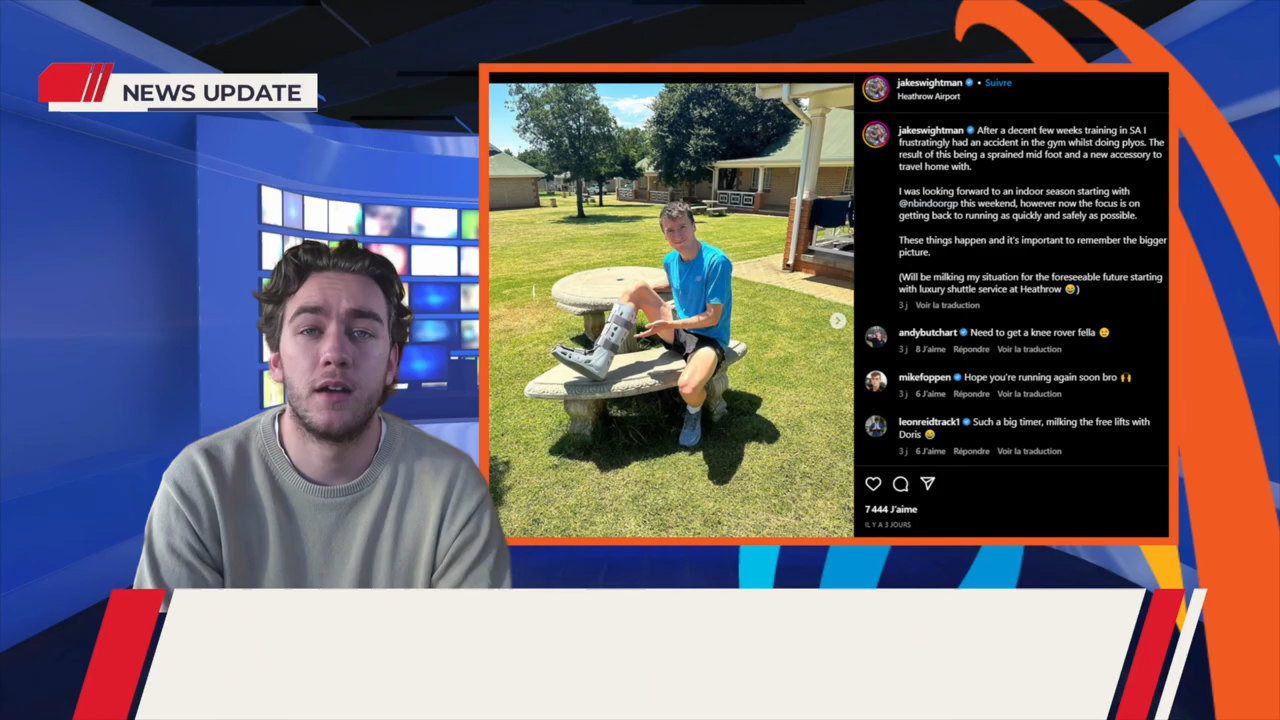 NEWS UPDATE
jakeswightman • Suivre
Heathrow Airport
jakeswightman After a decent few weeks training in SA I
frustratingly had an accident in the gym whilst doing plyos. The
result of this being a sprained mid foot and a new accessory to
travel home with.
I was looking forward to an indoor season starting with
@nbindoorgp this weekend, however now the focus is on
getting back to running as quickly and safely as possible.
These things happen and it's important to remember the bigger
picture.
(Will be milking my situation for the foreseeable future starting
with luxury shuttle service at Heathrow 😂)
3 j Voir la traduction
andybutchart Need to get a knee rover fella 🙂
3 j 8 J'aime Répondre Voir la traduction
mikefoppen Hope you're running again soon bro 🙌
3 j 6 J'aime Répondre Voir la traduction
leonreidtrack1 Such a big timer, milking the free lifts with
Doris 😂
3 j 6 J'aime Répondre Voir la traduction
7 444 J'aime
IL Y A 3 JOURS